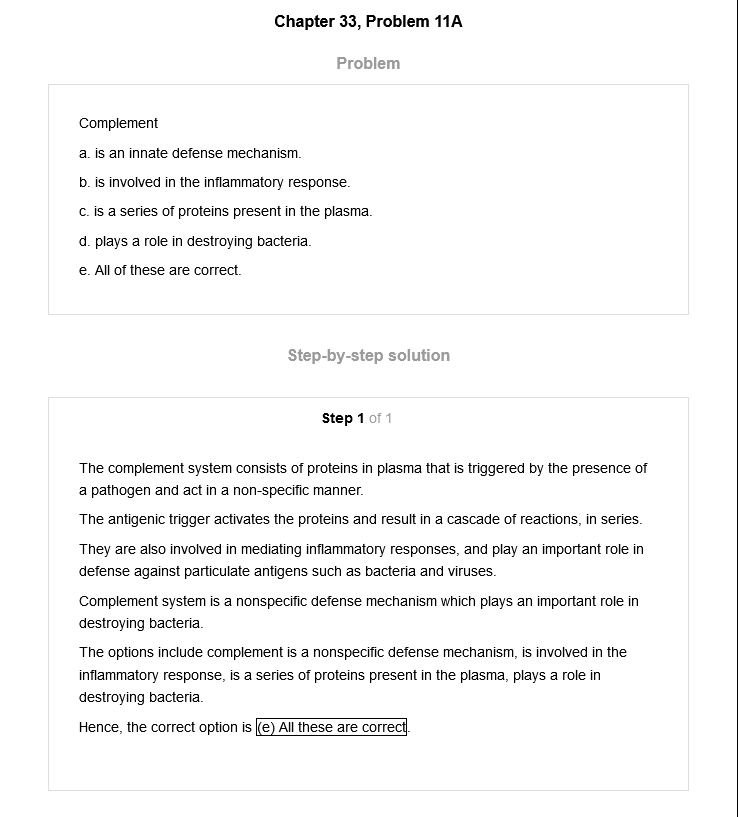 Chapter 33, Problem 11A
Problem
Complement
a. is an innate defense mechanism.
b. is involved in the inflammatory response.
c. is a series of proteins present in the plasma.
d. plays a role in destroying bacteria.
e. All of these are correct.
Step-by-step solution
Step 1 of 1
The complement system consists of proteins in plasma that is triggered by the presence of
a pathogen and act in a non-specific manner.
The antigenic trigger activates the proteins and result in a cascade of reactions, in series.
They are also involved in mediating inflammatory responses, and play an important role in
defense against particulate antigens such as bacteria and viruses.
Complement system is a nonspecific defense mechanism which plays an important role in
destroying bacteria.
The options include complement is a nonspecific defense mechanism, is involved in the
inflammatory response, is a series of proteins present in the plasma, plays a role in
destroying bacteria.
Hence, the correct option is (e) All these are correct.